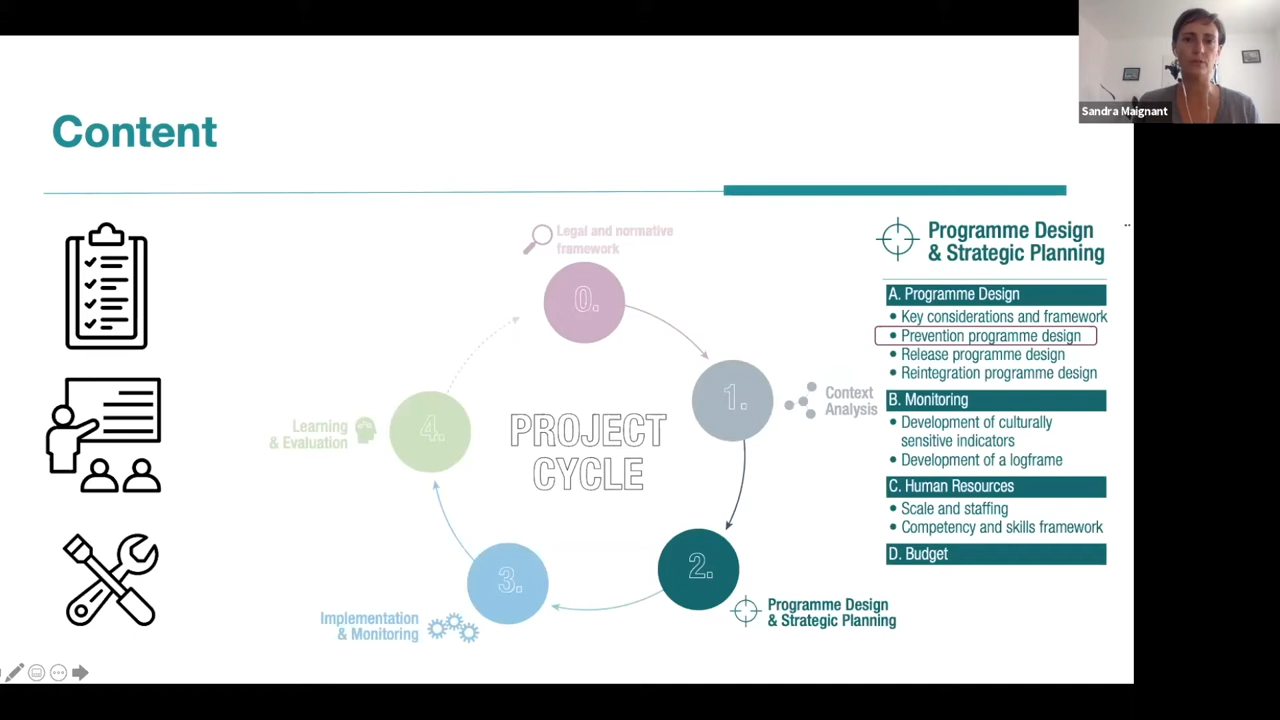 Sandra Maignant
Content
Legal and normative
framework
0.
1.
Context
Analysis
4.
Learning
& Evaluation
PROJECT
CYCLE
3.
Implementation
& Monitoring
2.
Programme Design
& Strategic Planning
Programme Design
& Strategic Planning
A. Programme Design
• Key considerations and framework
• Prevention programme design
• Release programme design
• Reintegration programme design
B. Monitoring
• Development of culturally
sensitive indicators
• Development of a logframe
C. Human Resources
• Scale and staffing
• Competency and skills framework
D. Budget